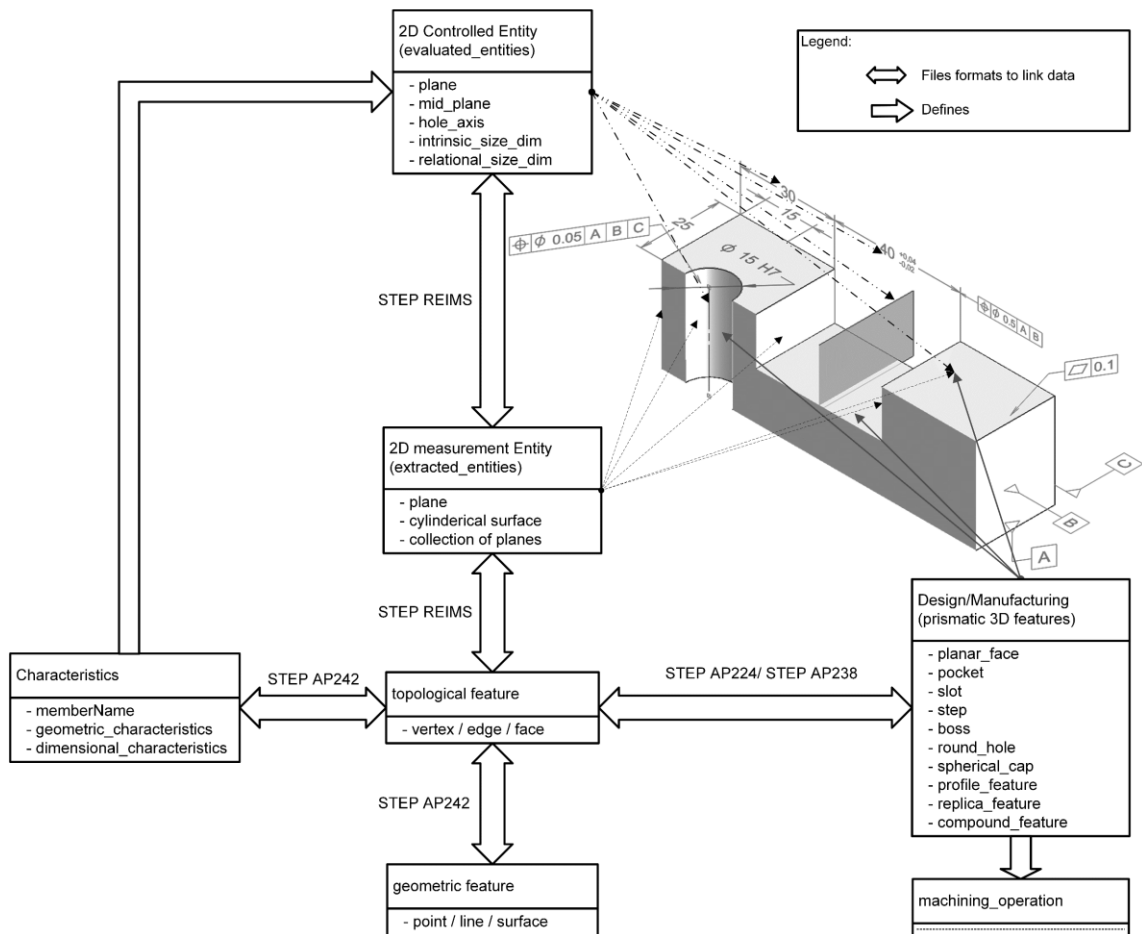 2D Controlled Entity
(evaluated_entities)
- plane
- mid_plane
- hole_axis
- intrinsic_size_dim
- relational_size_dim
Legend:
Files formats to link data
Defines
30
15
25
40 +0.04 -0.02
⌖ ϕ 0.05 A B C
ϕ 15 H7
⌖ ϕ 0.5 A B
⏥ 0.1
C
B
A
STEP REIMS
2D measurement Entity
(extracted_entities)
- plane
- cylindrical surface
- collection of planes
STEP REIMS
Design/Manufacturing
(prismatic 3D features)
- planar_face
- pocket
- slot
- step
- boss
- round_hole
- spherical_cap
- profile_feature
- replica_feature
- compound_feature
Characteristics
- memberName
- geometric_characteristics
- dimensional_characteristics
STEP AP242
topological feature
- vertex / edge / face
STEP AP224/ STEP AP238
STEP AP242
geometric feature
- point / line / surface
machining_operation